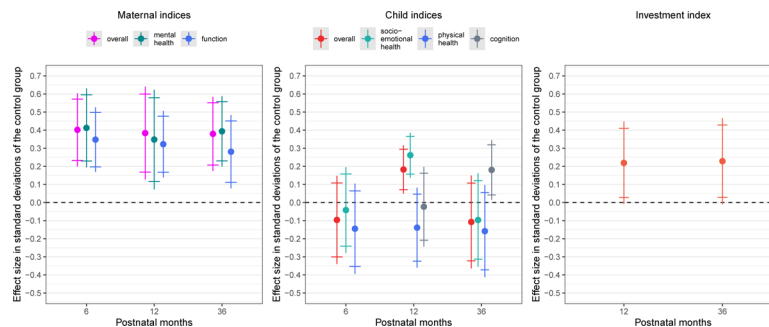 Maternal indices
overall
mental
health
function
Effect size in standard deviations of the control group
0.7
0.6
0.5
0.4
0.3
0.2
0.1
0.0
−0.1
−0.2
−0.3
−0.4
−0.5
6
12
36
Postnatal months
Child indices
overall
socio−
emotional
health
physical
health
cognition
Effect size in standard deviations of the control group
0.7
0.6
0.5
0.4
0.3
0.2
0.1
0.0
−0.1
−0.2
−0.3
−0.4
−0.5
6
12
36
Postnatal months
Investment index
Effect size in standard deviations of the control group
0.7
0.6
0.5
0.4
0.3
0.2
0.1
0.0
−0.1
−0.2
−0.3
−0.4
−0.5
12
36
Postnatal months